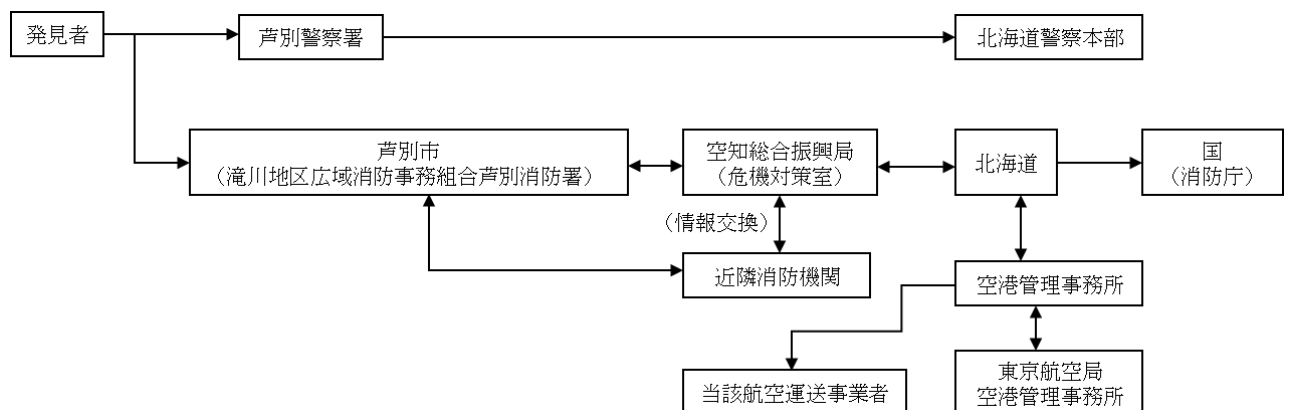 発見者
芦別警察署
北海道警察本部
芦別市
（滝川地区広域消防事務組合芦別消防署）
空知総合振興局
（危機対策室）
北海道
国
（消防庁）
（情報交換）
近隣消防機関
空港管理事務所
当該航空運送事業者
東京航空局
空港管理事務所